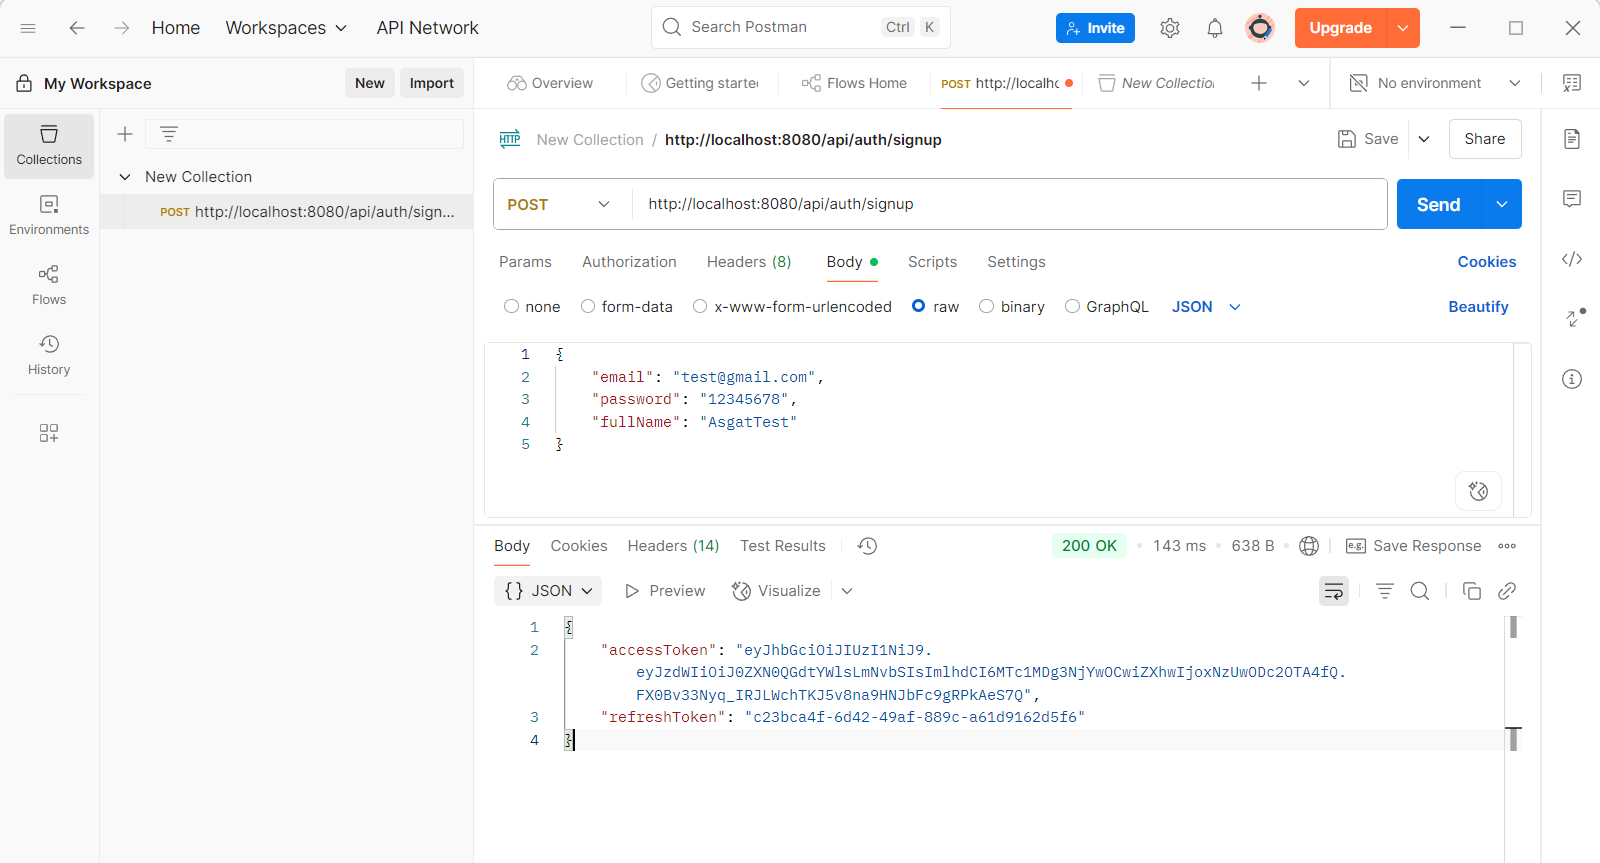 Home Workspaces API Network Search Postman Ctrl K Invite Upgrade
My Workspace New Import Overview Getting starte Flows Home POST http://localhc New Collectio No environment
Collections
Environments
Flows
History
New Collection
POST http://localhost:8080/api/auth/sign...
HTTP New Collection / http://localhost:8080/api/auth/signup Save Share
POST http://localhost:8080/api/auth/signup Send
Params Authorization Headers (8) Body Scripts Settings Cookies
none form-data x-www-form-urlencoded raw binary GraphQL JSON Beautify
1 {
2 "email": "test@gmail.com",
3 "password": "12345678",
4 "fullName": "AsgatTest"
5 }
Body Cookies Headers (14) Test Results 200 OK • 143 ms • 638 B • e.g. Save Response
{} JSON Preview Visualize
1 {
2 "accessToken": "eyJhbGciOiJIUzI1NiJ9.
eyJzdWIiOiJ0ZXN0QGdtYWlsLmNvbSIsImlhdCI6MTc1MDg3NjYwOCwiZXhwIjoxNzUwODc2OTA4fQ.
FX0Bv33Nyq_IRJLWchTKJ5v8na9HNJbFc9gRPkAeS7Q",
3 "refreshToken": "c23bca4f-6d42-49af-889c-a61d9162d5f6"
4 }